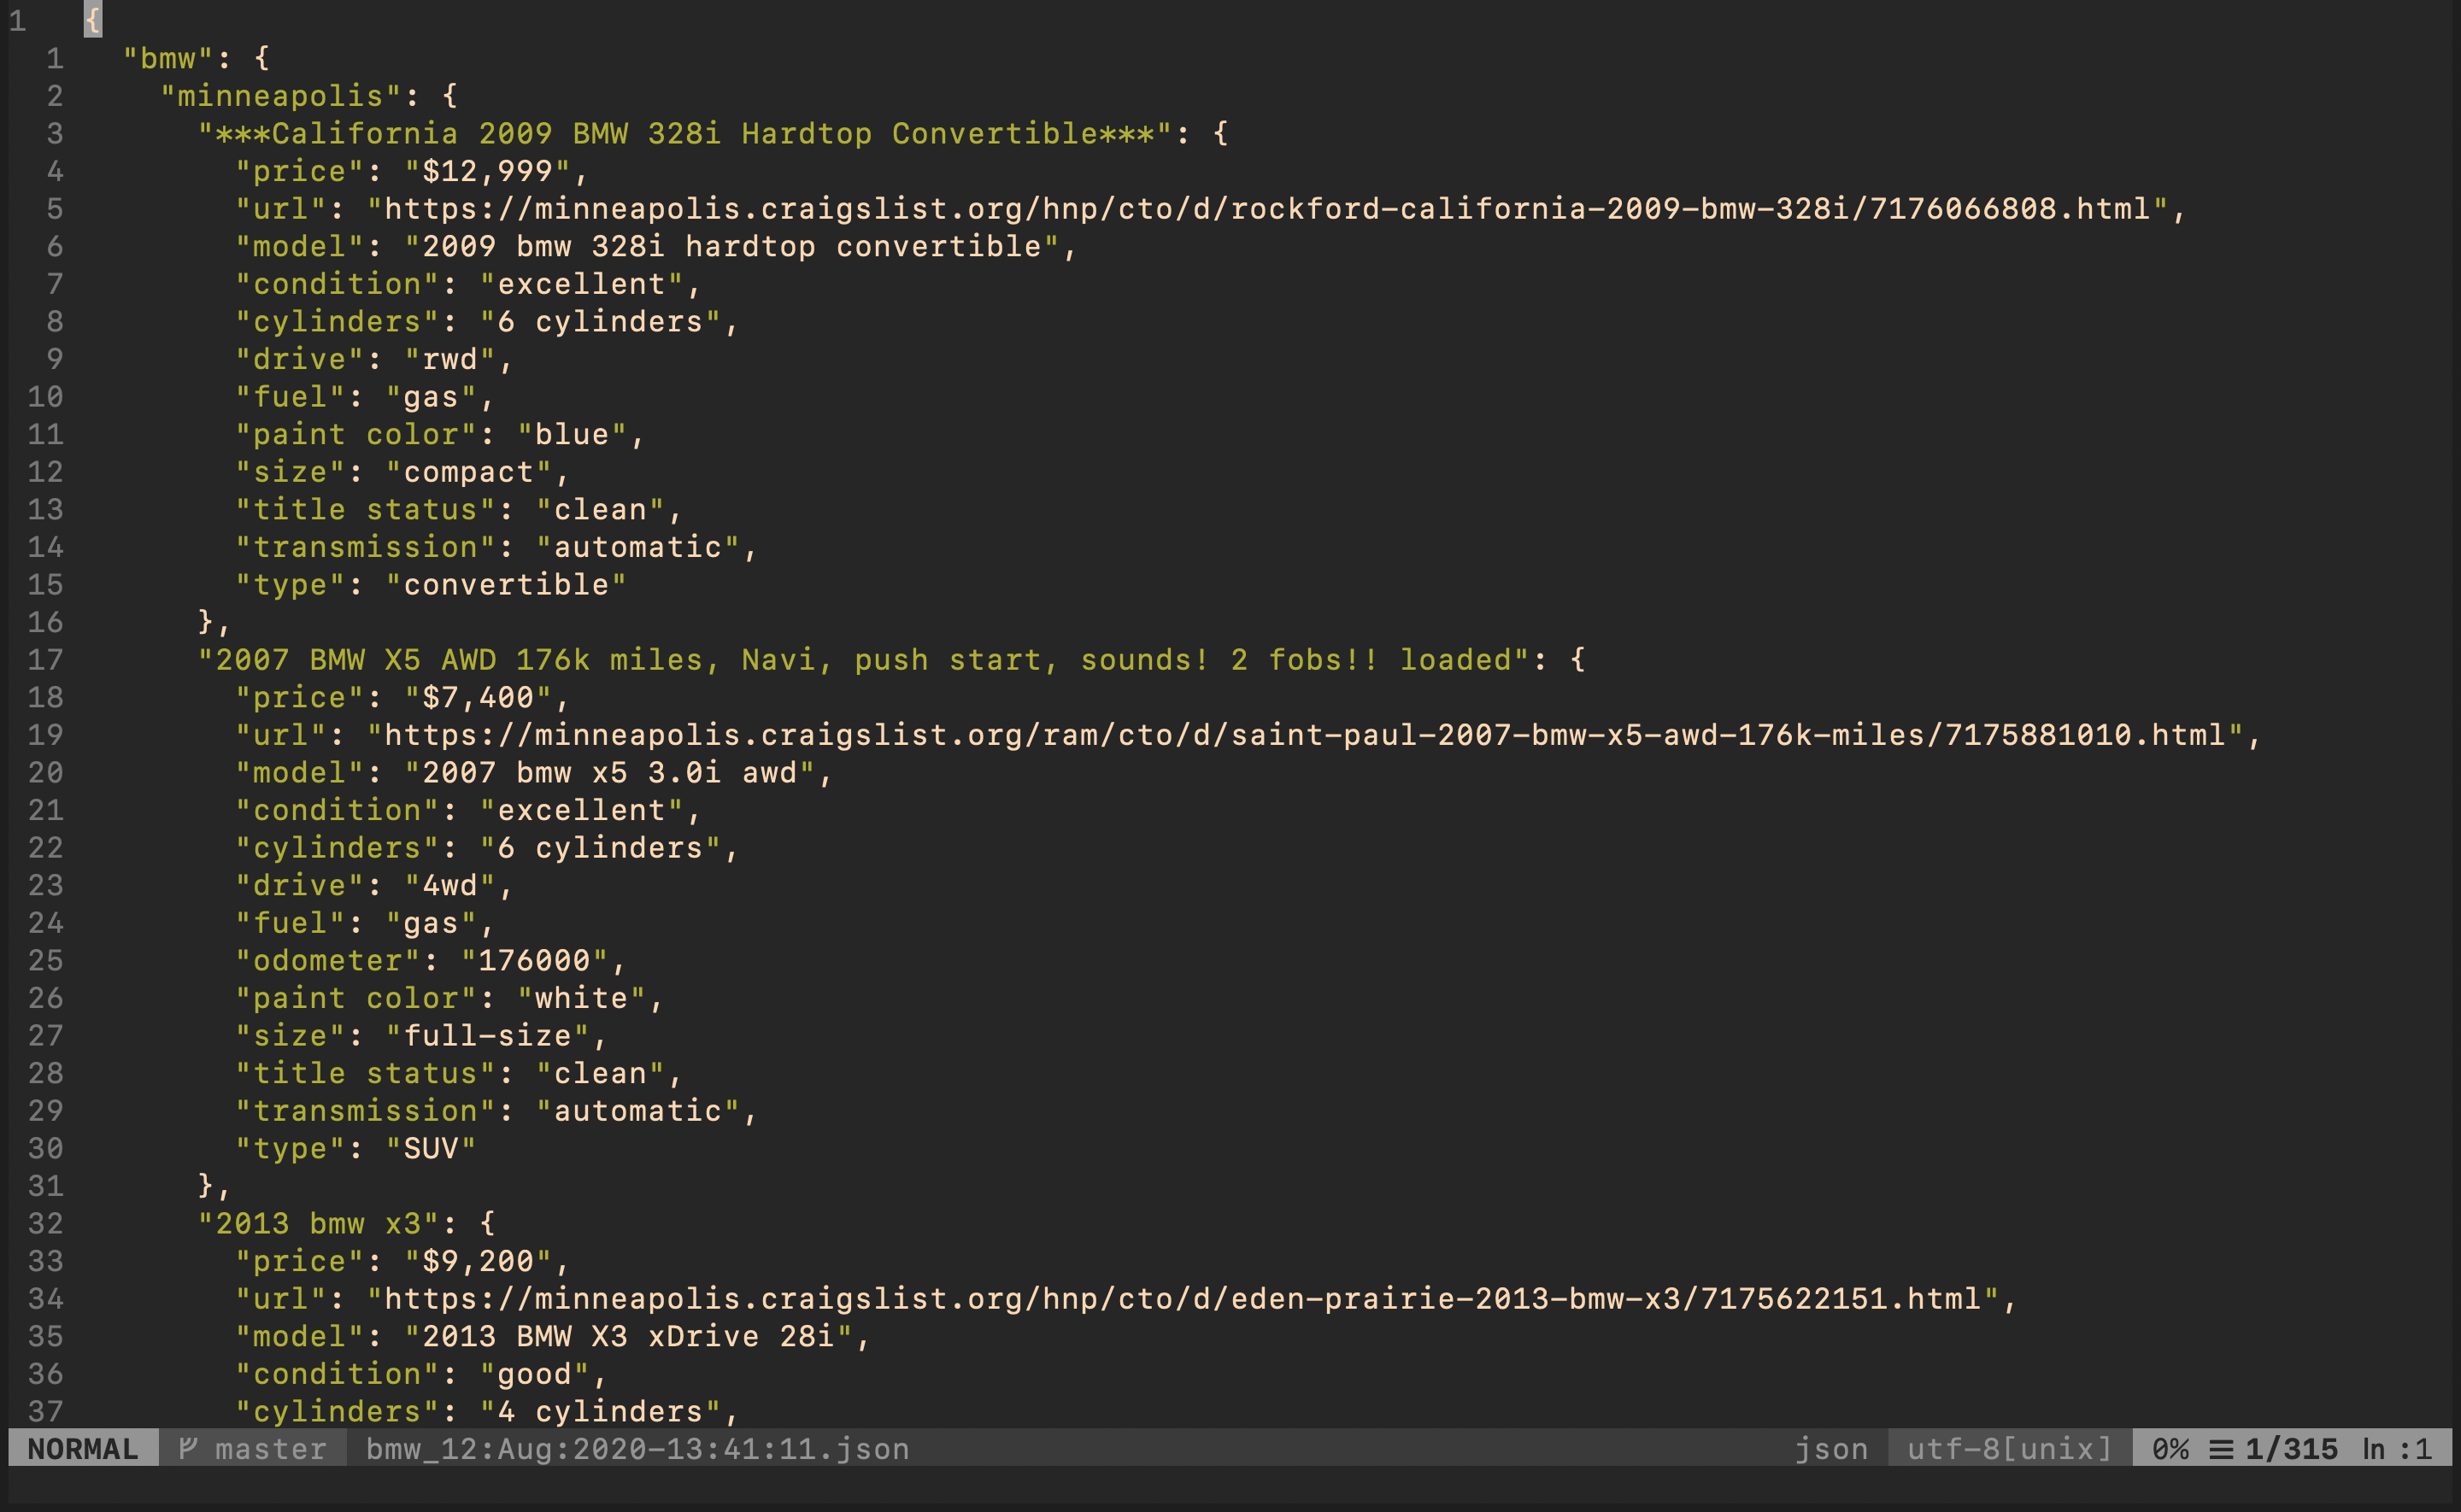 1   {
  1   "bmw": {
  2     "minneapolis": {
  3       "***California 2009 BMW 328i Hardtop Convertible***": {
  4         "price": "$12,999",
  5         "url": "https://minneapolis.craigslist.org/hnp/cto/d/rockford-california-2009-bmw-328i/7176066808.html",
  6         "model": "2009 bmw 328i hardtop convertible",
  7         "condition": "excellent",
  8         "cylinders": "6 cylinders",
  9         "drive": "rwd",
 10         "fuel": "gas",
 11         "paint color": "blue",
 12         "size": "compact",
 13         "title status": "clean",
 14         "transmission": "automatic",
 15         "type": "convertible"
 16       },
 17       "2007 BMW X5 AWD 176k miles, Navi, push start, sounds! 2 fobs!! loaded": {
 18         "price": "$7,400",
 19         "url": "https://minneapolis.craigslist.org/ram/cto/d/saint-paul-2007-bmw-x5-awd-176k-miles/7175881010.html",
 20         "model": "2007 bmw x5 3.0i awd",
 21         "condition": "excellent",
 22         "cylinders": "6 cylinders",
 23         "drive": "4wd",
 24         "fuel": "gas",
 25         "odometer": "176000",
 26         "paint color": "white",
 27         "size": "full-size",
 28         "title status": "clean",
 29         "transmission": "automatic",
 30         "type": "SUV"
 31       },
 32       "2013 bmw x3": {
 33         "price": "$9,200",
 34         "url": "https://minneapolis.craigslist.org/hnp/cto/d/eden-prairie-2013-bmw-x3/7175622151.html",
 35         "model": "2013 BMW X3 xDrive 28i",
 36         "condition": "good",
 37         "cylinders": "4 cylinders",
NORMAL master bmw_12:Aug:2020-13:41:11.json json utf-8[unix] 0% ☰ 1/315 ln :1